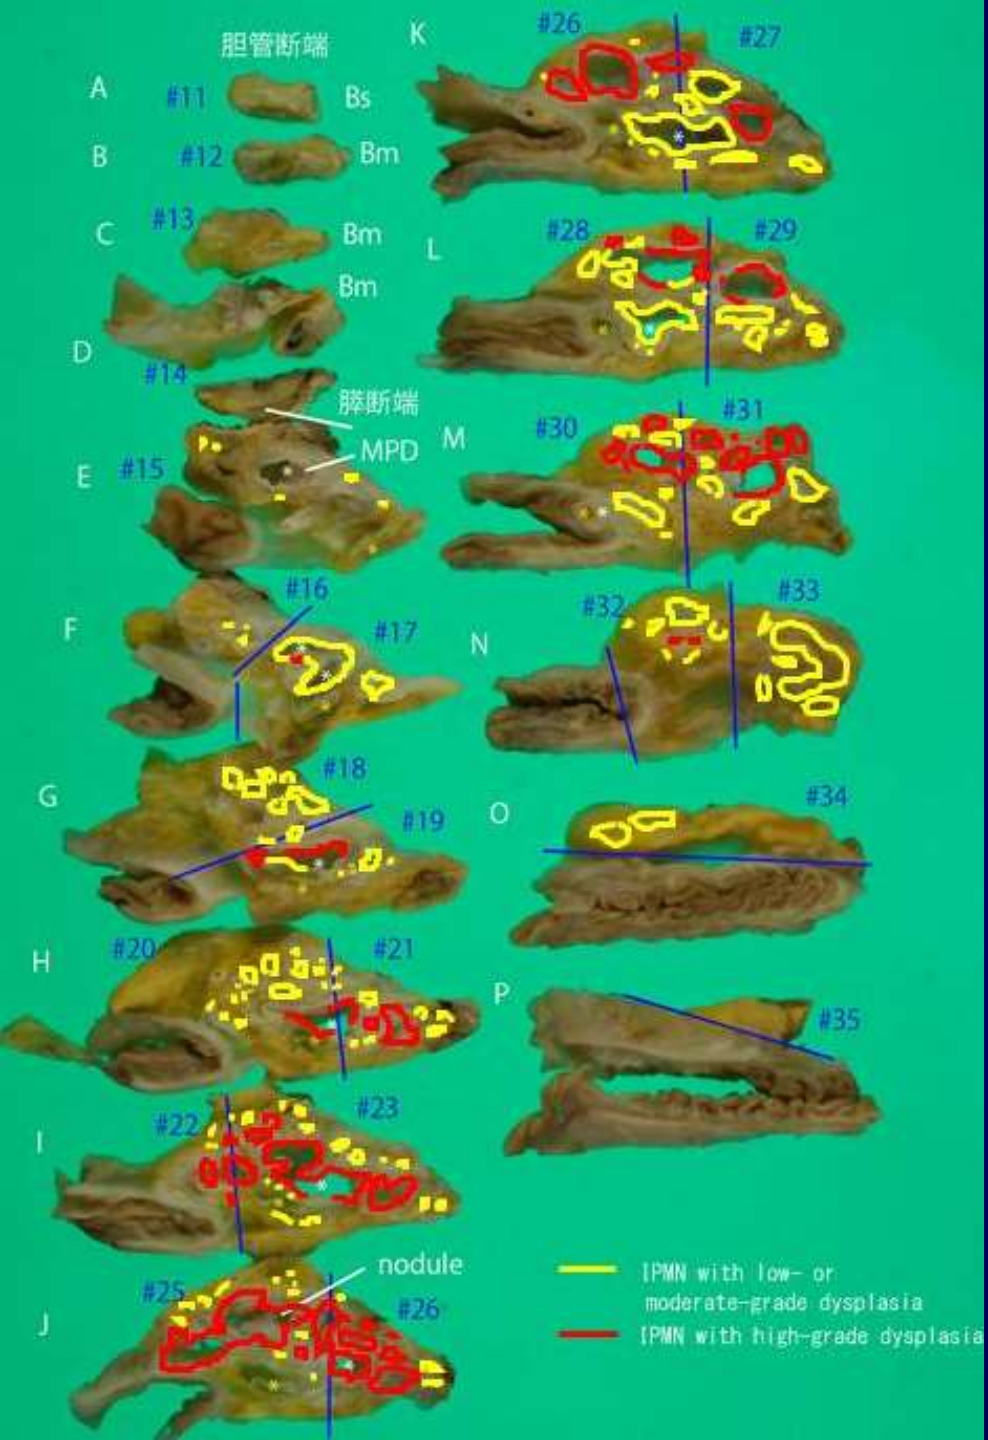 胆管断端
A #11 Bs
B #12 Bm
C #13 Bm
Bm
D
#14
膵断端
MPD
E #15
*
F #16 #17
*
*
G #18 #19
*
H #20 #21
*
I #22 #23
*
nodule
J #25 #26
*
*
K #26 #27
*
L #28 #29
*
*
M #30 #31
*
*
N #32 #33
O #34
P #35
IPMN with low- or
moderate-grade dysplasia
IPMN with high-grade dysplasia